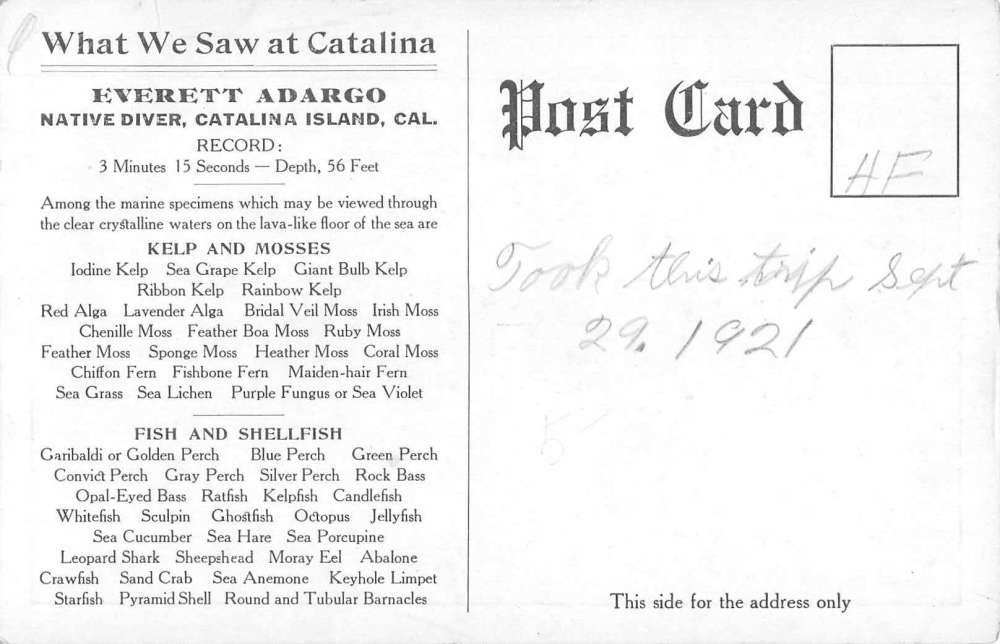 What We Saw at Catalina
EVERETT ADARGO
NATIVE DIVER, CATALINA ISLAND, CAL.
RECORD:
3 Minutes 15 Seconds — Depth, 56 Feet
Among the marine specimens which may be viewed through
the clear crystalline waters on the lava-like floor of the sea are
KELP AND MOSSES
Iodine Kelp Sea Grape Kelp Giant Bulb Kelp
Ribbon Kelp Rainbow Kelp
Red Alga Lavender Alga Bridal Veil Moss Irish Moss
Chenille Moss Feather Boa Moss Ruby Moss
Feather Moss Sponge Moss Heather Moss Coral Moss
Chiffon Fern Fishbone Fern Maiden-hair Fern
Sea Grass Sea Lichen Purple Fungus or Sea Violet
FISH AND SHELLFISH
Garibaldi or Golden Perch Blue Perch Green Perch
Convict Perch Gray Perch Silver Perch Rock Bass
Opal-Eyed Bass Ratfish Kelpfish Candlefish
Whitefish Sculpin Ghostfish Octopus Jellyfish
Sea Cucumber Sea Hare Sea Porcupine
Leopard Shark Sheepshead Moray Eel Abalone
Crawfish Sand Crab Sea Anemone Keyhole Limpet
Starfish Pyramid Shell Round and Tubular Barnacles
Post Card
HF
Took this trip Sept
29. 1921
This side for the address only